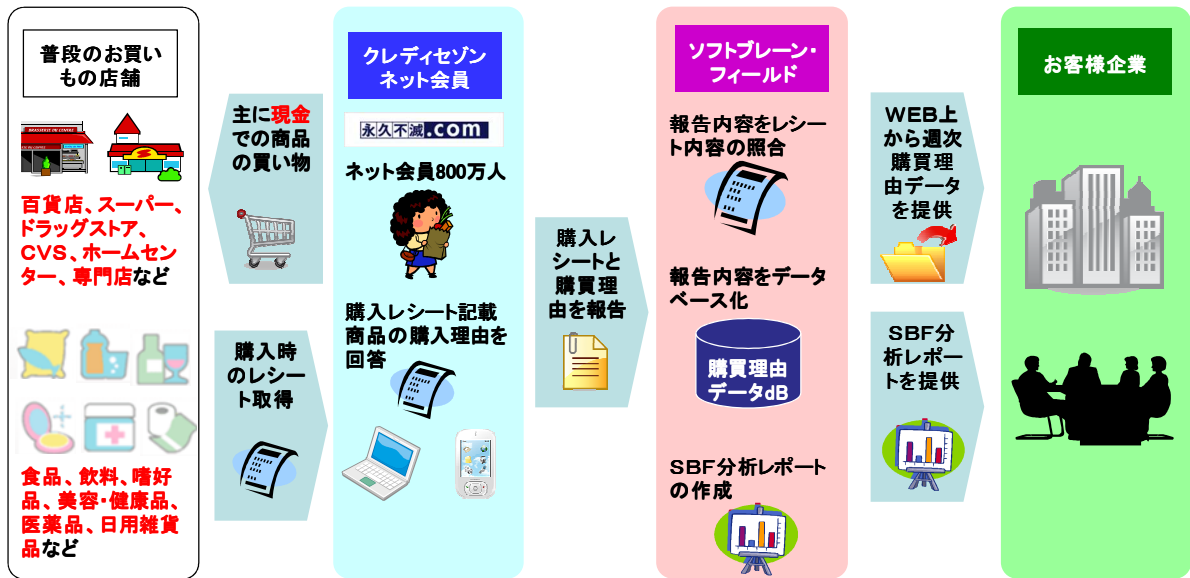 普段のお買い
もの店舗
BRASSERIE DU CENTRE
百貨店、スーパー、
ドラッグストア、
CVS、ホームセン
ター、専門店など
食品、飲料、嗜好
品、美容・健康品、
医薬品、日用雑貨
品など
主に現金
での商品
の買い物
購入時
のレシー
ト取得
クレディセゾン
ネット会員
永久不滅.com
ネット会員800万人
購入レシート記載
商品の購入理由を
回答
購入レ
シートと
購買理
由を報告
ソフトブレーン・
フィールド
報告内容をレシー
ト内容の照合
報告内容をデータ
ベース化
購買理由
データdB
SBF分析レポート
の作成
WEB上
から週次
購買理
由データ
を提供
SBF分
析レポー
トを提供
お客様企業